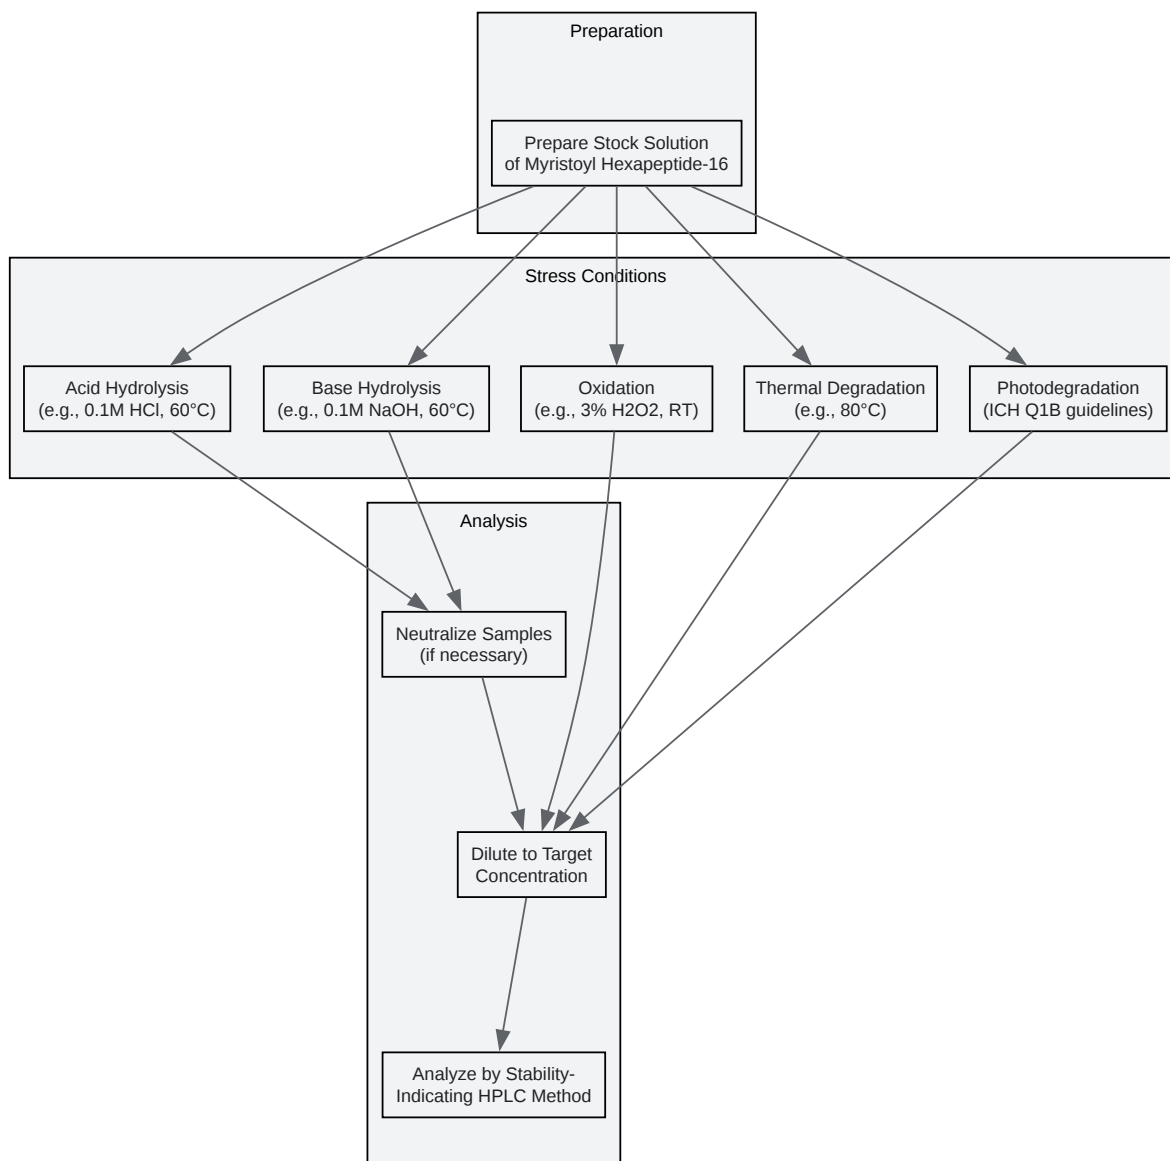 Preparation
Prepare Stock Solution
of Myristoyl Hexapeptide-16
Stress Conditions
Acid Hydrolysis
(e.g., 0.1M HCl, 60°C)
Base Hydrolysis
(e.g., 0.1M NaOH, 60°C)
Oxidation
(e.g., 3% H2O2, RT)
Thermal Degradation
(e.g., 80°C)
Photodegradation
(ICH Q1B guidelines)
Analysis
Neutralize Samples
(if necessary)
Dilute to Target
Concentration
Analyze by Stability-
Indicating HPLC Method